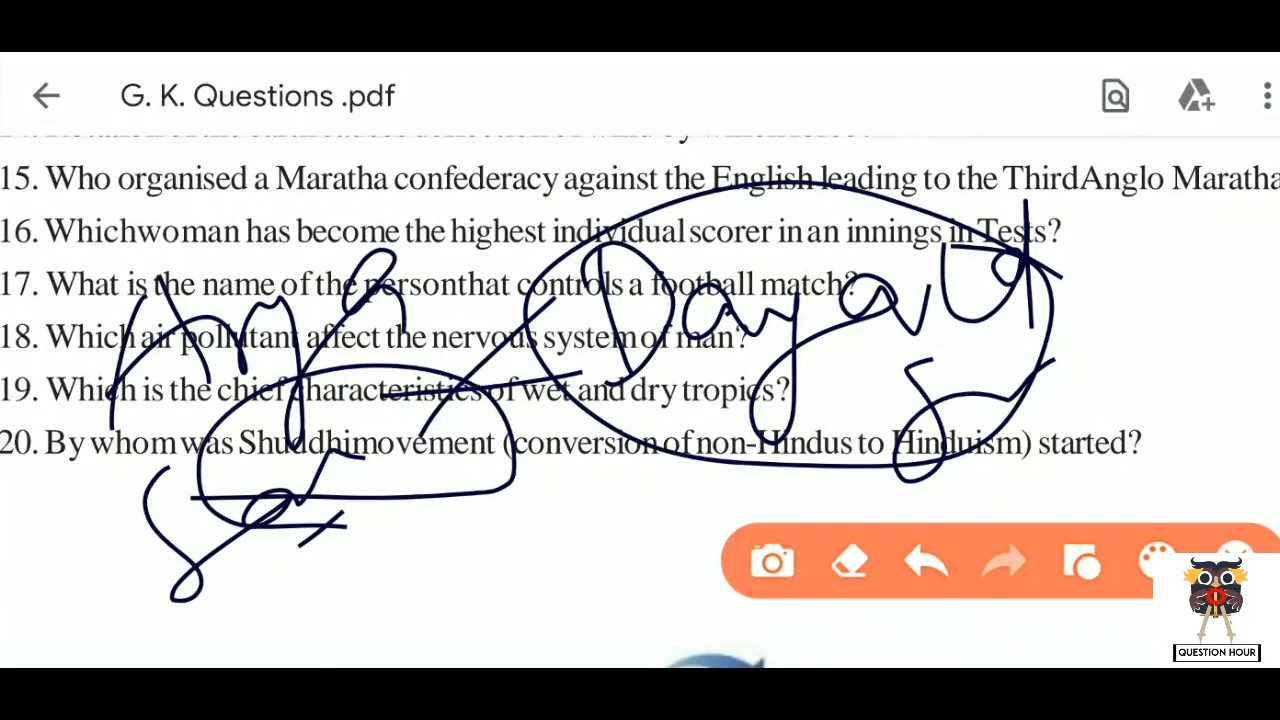 G. K. Questions .pdf
15. Who organised a Maratha confederacy against the English leading to the ThirdAnglo Maratha
16. Whichwoman has become the highest individual scorer in an innings in Tests?
17. What is the name of the personthat controls a football match?
18. Which air pollutant affect the nervous system of man?
19. Which is the chief characteristics of wet and dry tropics?
20. By whom was Shuddhimovement (conversion of non-Hindus to Hinduism) started?
QUESTION HOUR